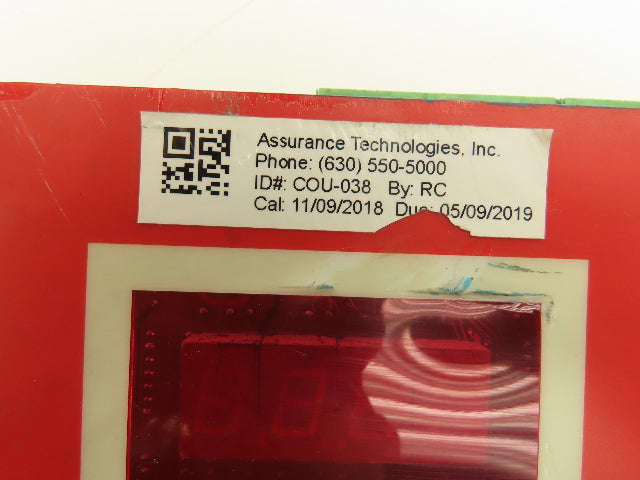 Assurance Technologies, Inc.
Phone: (630) 550-5000
ID#: COU-038 By: RC
Cal: 11/09/2018 Due: 05/09/2019